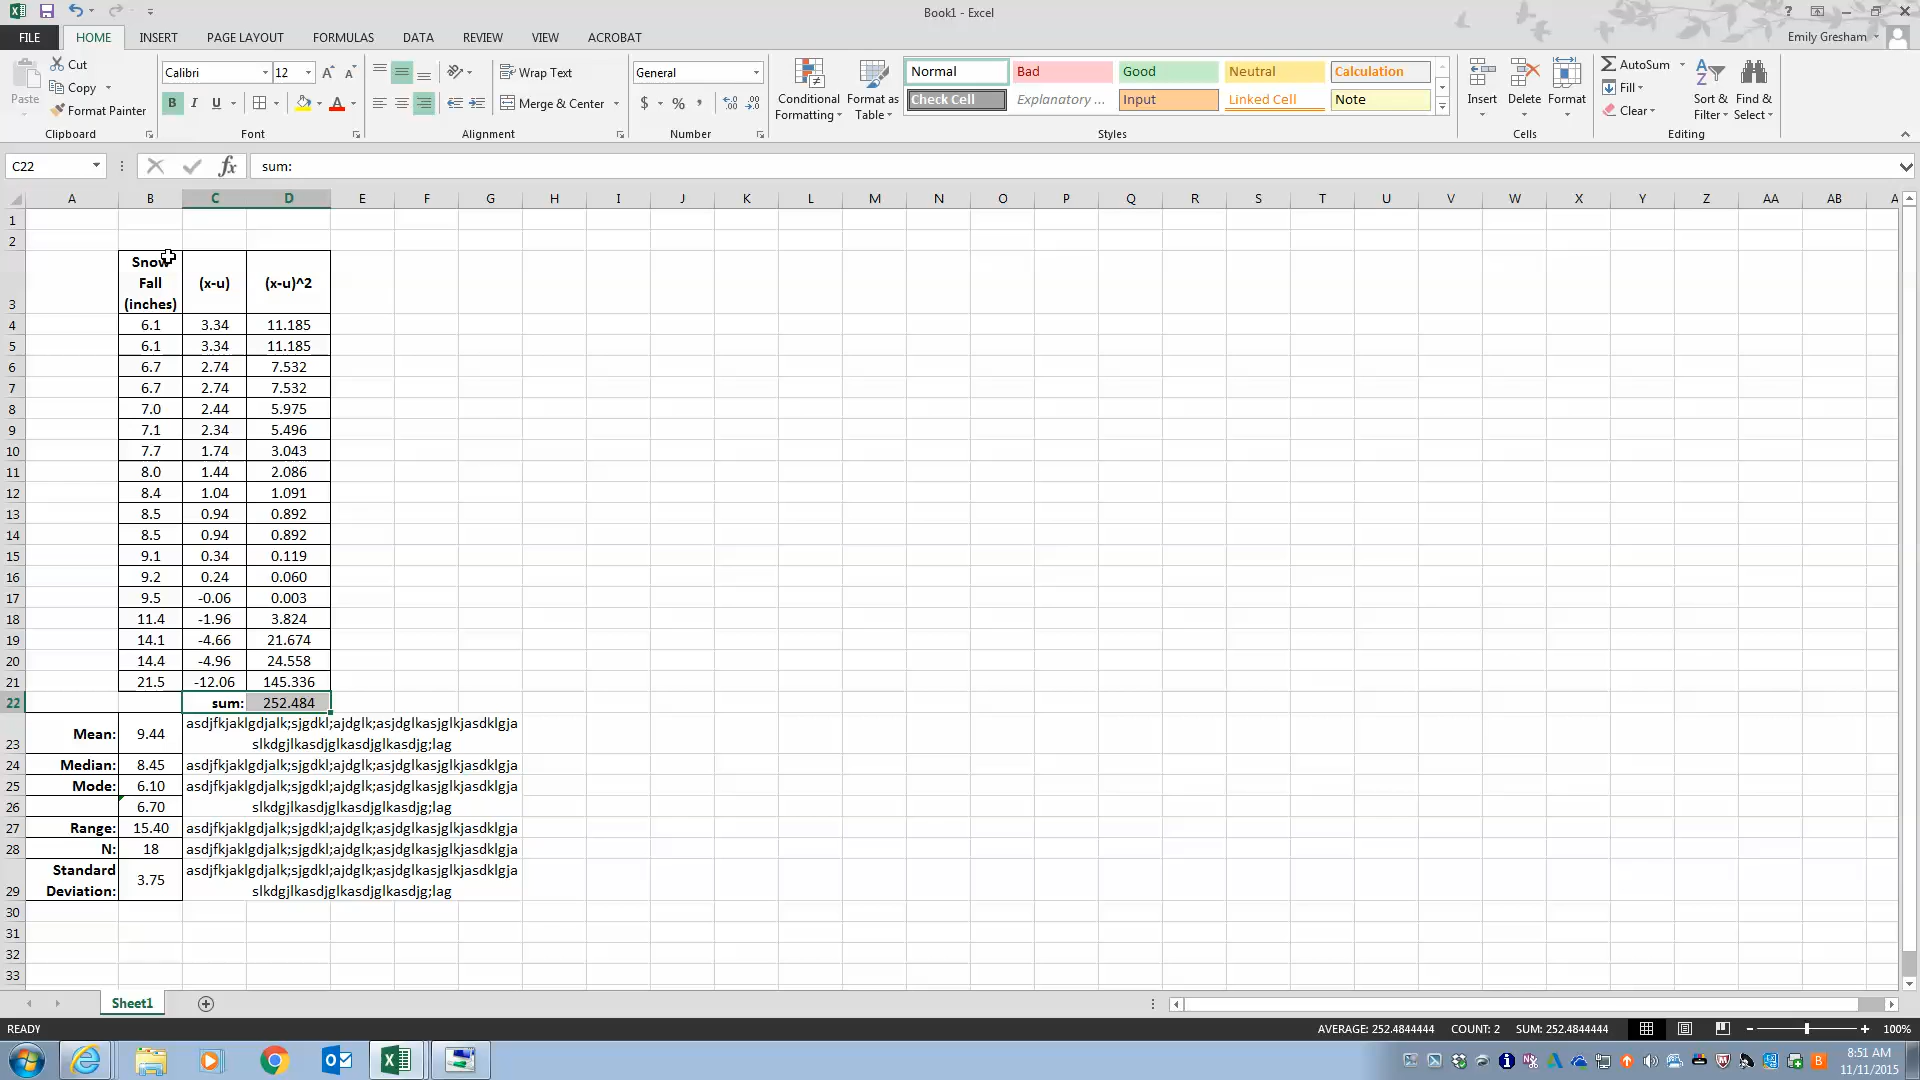 Book1 - Excel
FILE HOME INSERT PAGE LAYOUT FORMULAS DATA REVIEW VIEW ACROBAT Emily Gresham
Paste Cut Copy Format Painter Clipboard
Calibri 12 B I U A A Font
Wrap Text Merge & Center Alignment
General $ % , Number
Conditional Formatting Format as Table
Normal Bad Good Neutral Calculation
Check Cell Explanatory ... Input Linked Cell Note
Styles
Insert Delete Format Cells
AutoSum Fill Clear Sort & Filter Find & Select Editing
C22 fx sum:
A B C D E F G H I J K L M N O P Q R S T U V W X Y Z AA AB A
1
2
3 Snow Fall (inches) (x-u) (x-u)^2
4 6.1 3.34 11.185
5 6.1 3.34 11.185
6 6.7 2.74 7.532
7 6.7 2.74 7.532
8 7.0 2.44 5.975
9 7.1 2.34 5.496
10 7.7 1.74 3.043
11 8.0 1.44 2.086
12 8.4 1.04 1.091
13 8.5 0.94 0.892
14 8.5 0.94 0.892
15 9.1 0.34 0.119
16 9.2 0.24 0.060
17 9.5 -0.06 0.003
18 11.4 -1.96 3.824
19 14.1 -4.66 21.674
20 14.4 -4.96 24.558
21 21.5 -12.06 145.336
22 sum: 252.484
23 Mean: 9.44 asdjfkjaklgdjalk;sjgdkl;ajdglk;asjdglkasjglkjasdklgja
slkdgjlkasdjglkasdjglkasdjg;lag
24 Median: 8.45 asdjfkjaklgdjalk;sjgdkl;ajdglk;asjdglkasjglkjasdklgja
25 Mode: 6.10 asdjfkjaklgdjalk;sjgdkl;ajdglk;asjdglkasjglkjasdklgja
26 6.70 slkdgjlkasdjglkasdjglkasdjg;lag
27 Range: 15.40 asdjfkjaklgdjalk;sjgdkl;ajdglk;asjdglkasjglkjasdklgja
28 N: 18 asdjfkjaklgdjalk;sjgdkl;ajdglk;asjdglkasjglkjasdklgja
29 Standard Deviation: 3.75 asdjfkjaklgdjalk;sjgdkl;ajdglk;asjdglkasjglkjasdklgja
slkdgjlkasdjglkasdjglkasdjg;lag
30
31
32
33
Sheet1
READY AVERAGE: 252.4844444 COUNT: 2 SUM: 252.4844444 100%
8:51 AM
11/11/2015